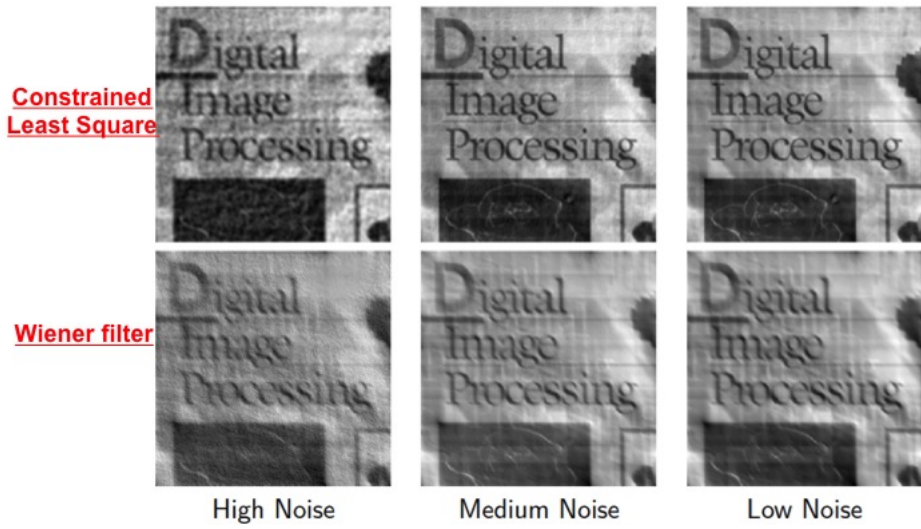 Digital
Image
Processing
Digital
Image
Processing
Digital
Image
Processing
Constrained
Least Square
Digital
Image
Processing
Digital
Image
Processing
Digital
Image
Processing
Wiener filter
High Noise
Medium Noise
Low Noise